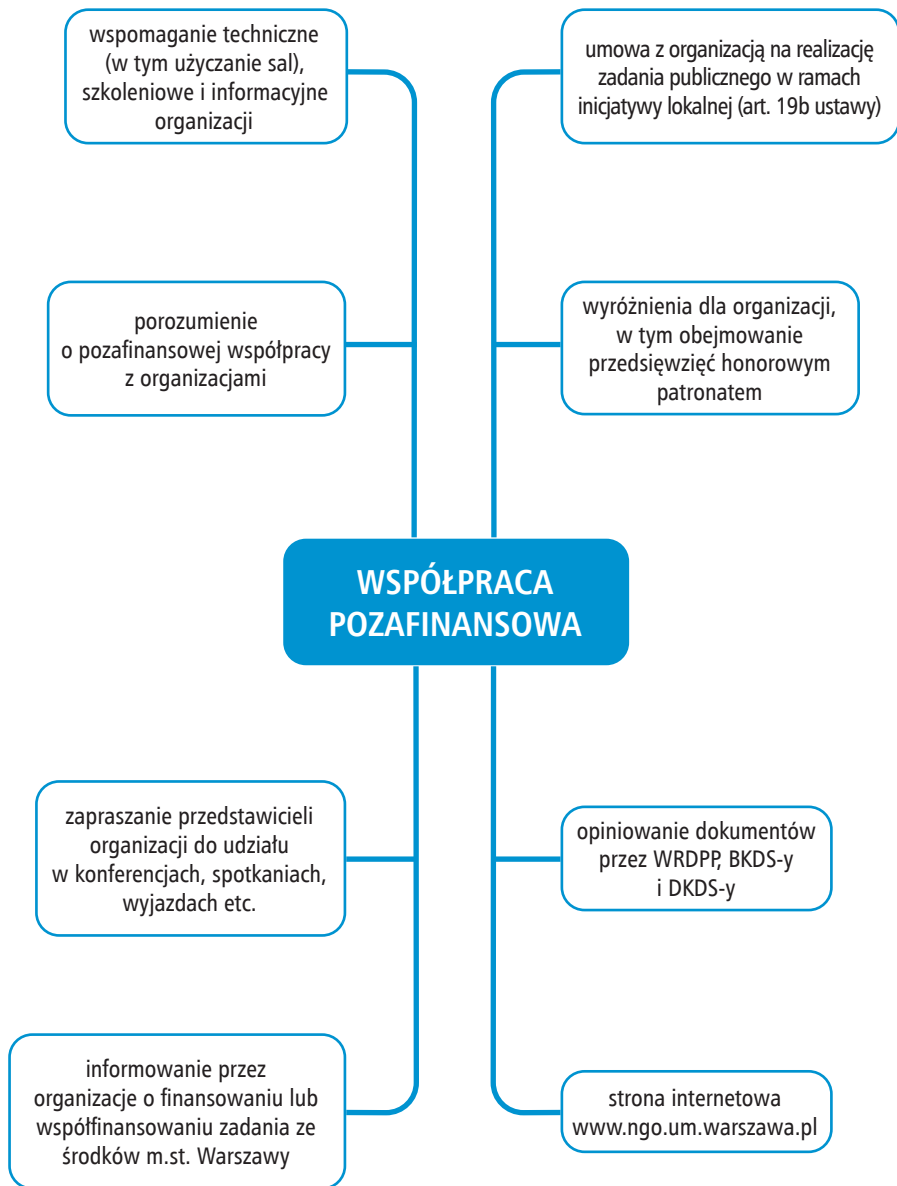 wspomaganie techniczne
(w tym użyczanie sal),
szkoleniowe i informacyjne
organizacji
umowa z organizacją na realizację
zadania publicznego w ramach
inicjatywy lokalnej (art. 19b ustawy)
porozumienie
o pozafinansowej współpracy
z organizacjami
wyróżnienia dla organizacji,
w tym obejmowanie
przedsięwzięć honorowym
patronatem
WSPÓŁPRACA
POZAFINANSOWA
zapraszanie przedstawicieli
organizacji do udziału
w konferencjach, spotkaniach,
wyjazdach etc.
opiniowanie dokumentów
przez WRDPP, BKDS-y
i DKDS-y
informowanie przez
organizacje o finansowaniu lub
współfinansowaniu zadania ze
środków m.st. Warszawy
strona internetowa
www.ngo.um.warszawa.pl